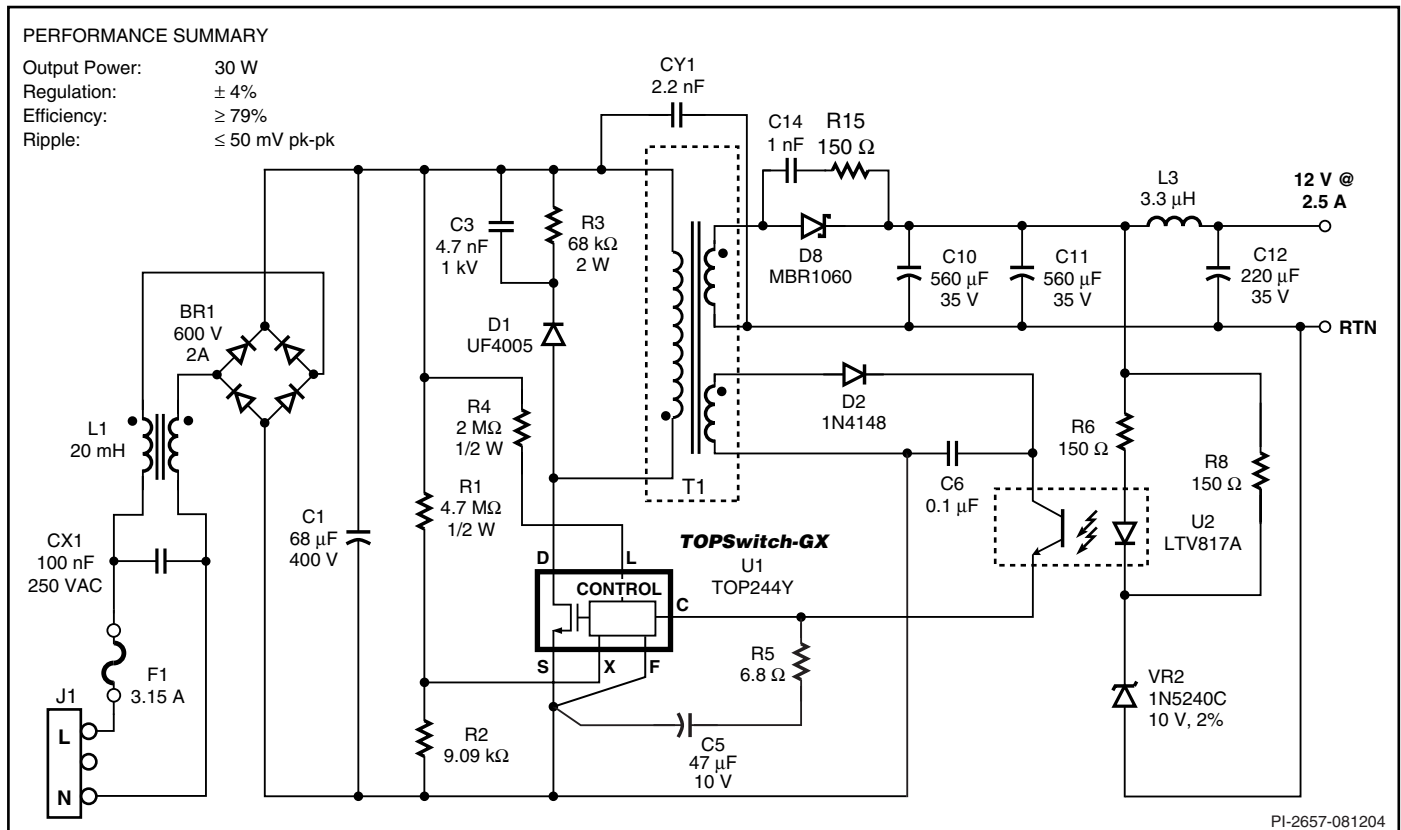 PERFORMANCE SUMMARY
Output Power: 30 W
Regulation: ± 4%
Efficiency: ≥ 79%
Ripple: ≤ 50 mV pk-pk
CY1
2.2 nF
C14
1 nF
R15
150 Ω
L3
3.3 µH
12 V @
2.5 A
C3
4.7 nF
1 kV
R3
68 kΩ
2 W
D8
MBR1060
C10
560 µF
35 V
C11
560 µF
35 V
C12
220 µF
35 V
BR1
600 V
2A
D1
UF4005
RTN
D2
1N4148
R4
2 MΩ
1/2 W
L1
20 mH
R6
150 Ω
R8
150 Ω
T1
C6
0.1 µF
R1
4.7 MΩ
1/2 W
C1
68 µF
400 V
CX1
100 nF
250 VAC
U2
LTV817A
TOPSwitch-GX
U1
TOP244Y
D
L
CONTROL
C
S
X
F
R5
6.8 Ω
F1
3.15 A
J1
L
N
VR2
1N5240C
10 V, 2%
R2
9.09 kΩ
C5
47 µF
10 V
PI-2657-081204